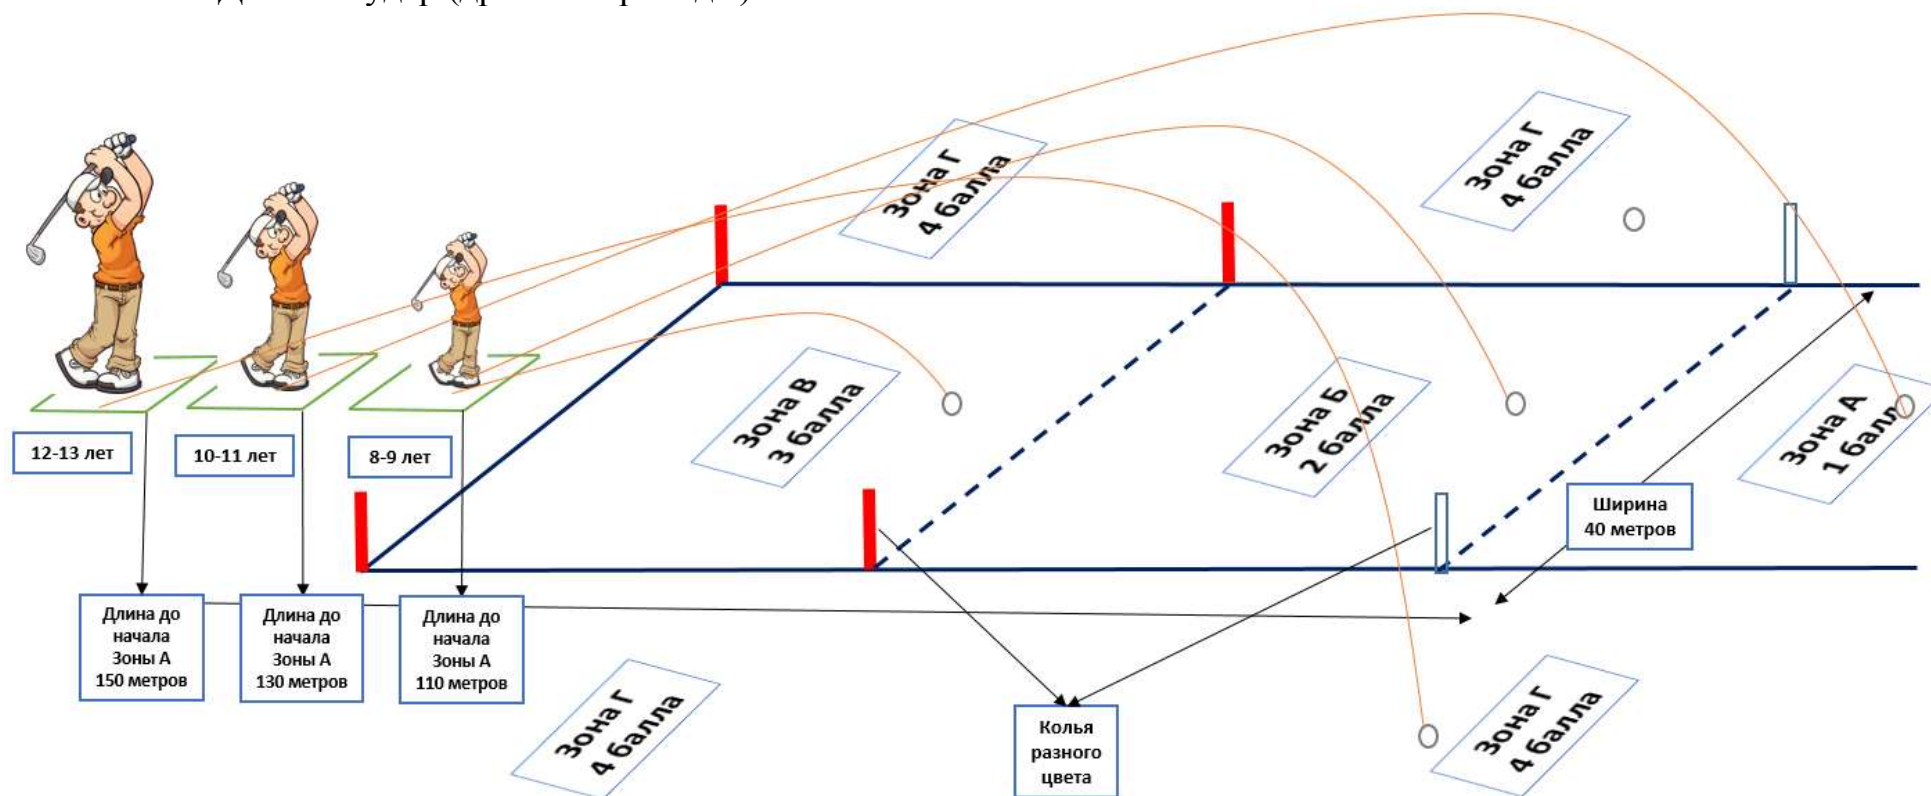 Зона Г
4 балла
Зона Г
4 балла
Зона В
3 балла
Зона Б
2 балла
Зона А
1 балл
12-13 лет
10-11 лет
8-9 лет
Ширина
40 метров
Длина до
начала
Зоны А
150 метров
Длина до
начала
Зоны А
130 метров
Длина до
начала
Зоны А
110 метров
Зона Г
4 балла
Колья
разного
цвета
Зона Г
4 балла